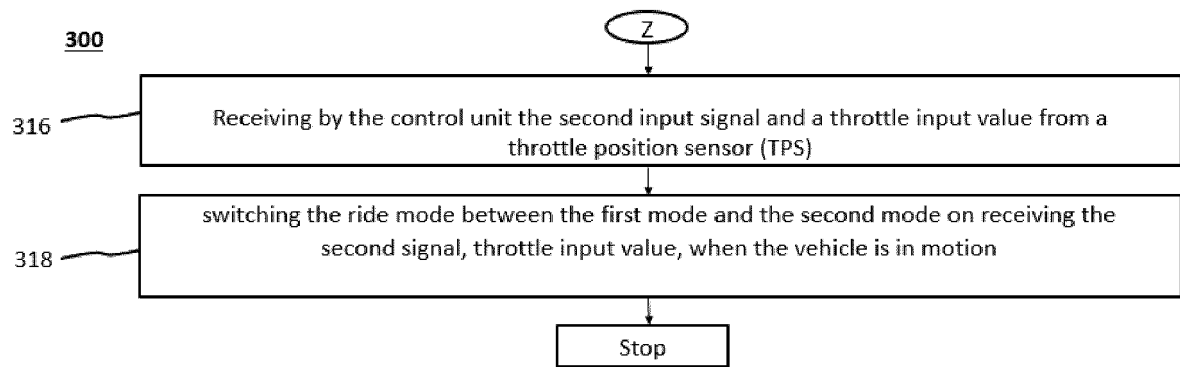 300
Z
316
Receiving by the control unit the second input signal and a throttle input value from a
throttle position sensor (TPS)
318
switching the ride mode between the first mode and the second mode on receiving the
second signal, throttle input value, when the vehicle is in motion
Stop